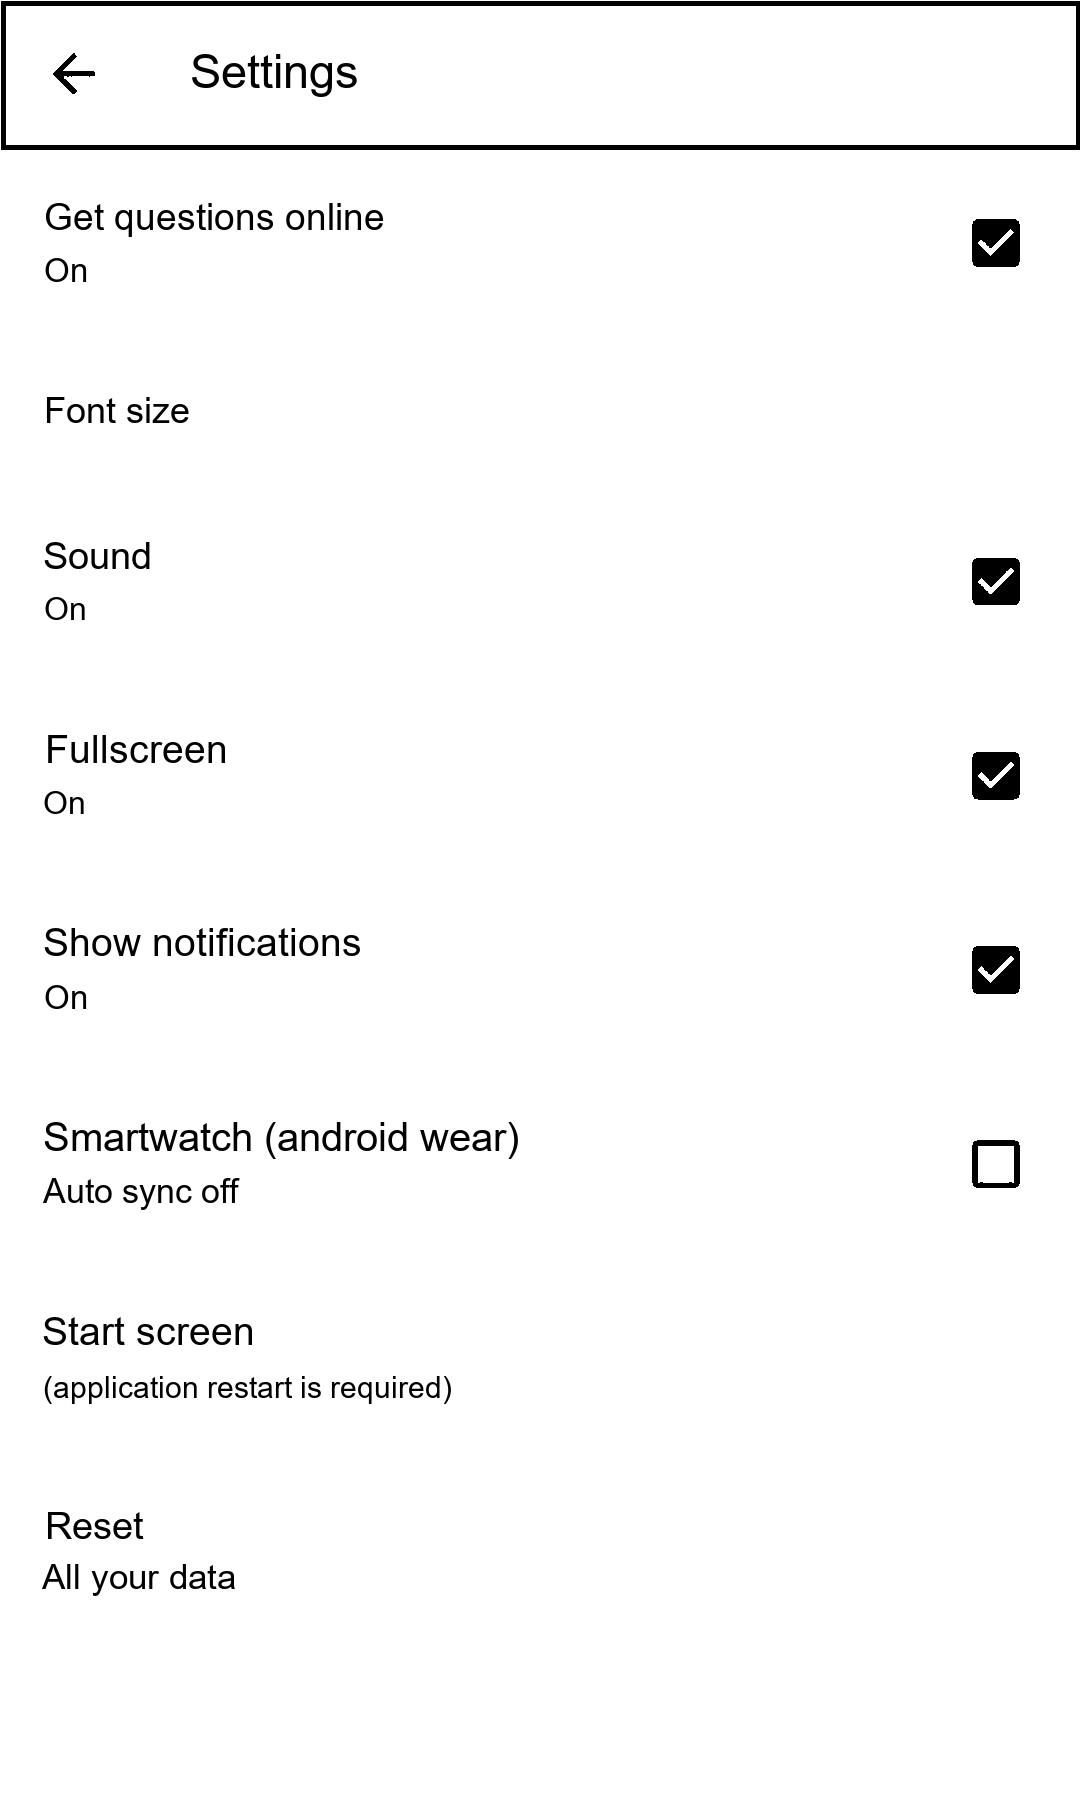 Settings
Get questions online
On
Font size
Sound
On
Fullscreen
On
Show notifications
On
Smartwatch (android wear)
Auto sync off
Start screen
(application restart is required)
Reset
All your data